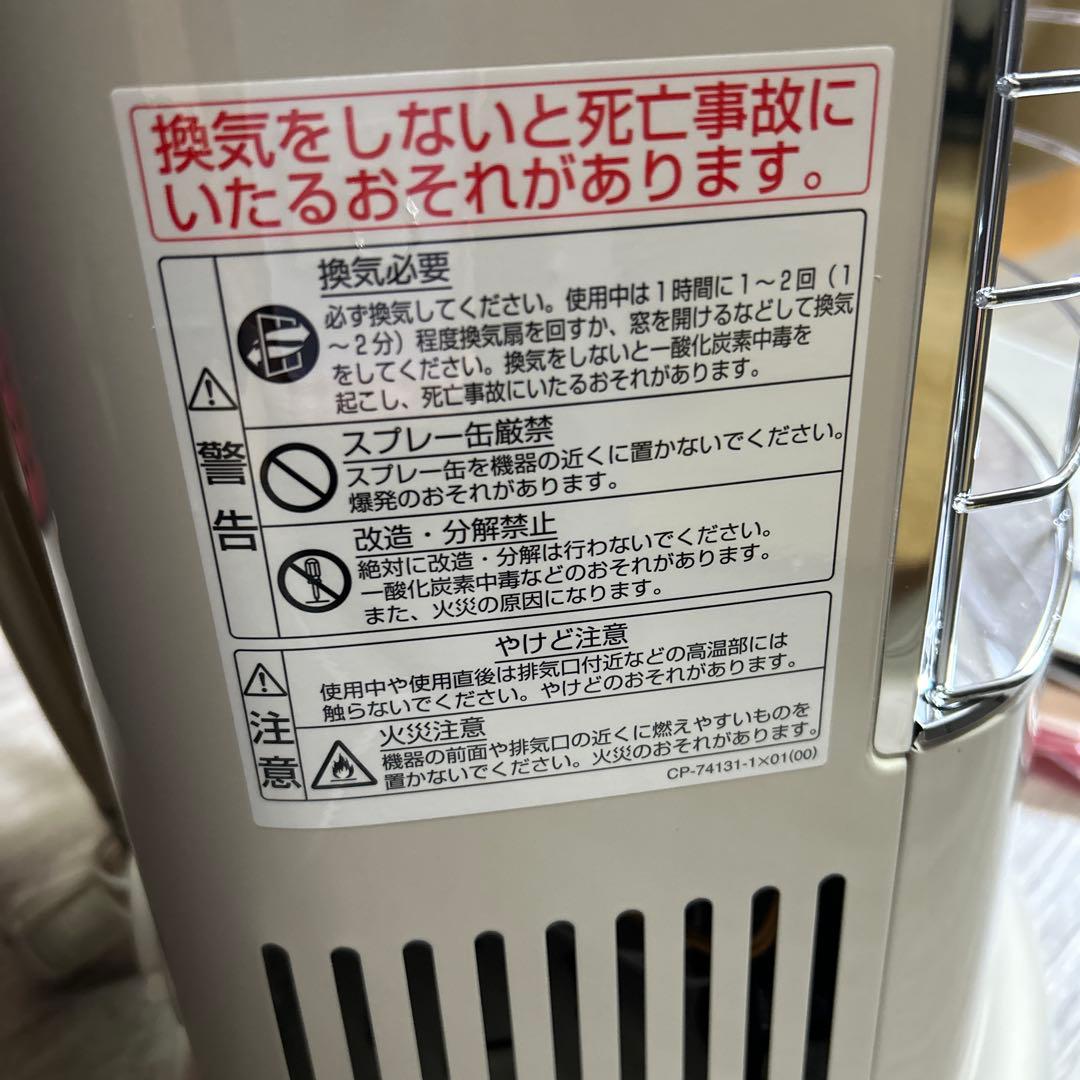 換気をしないと死亡事故に
いたるおそれがあります。
警告
換気必要
必ず換気してください。使用中は1時間に1～2回（1
～2分）程度換気扇を回すか、窓を開けるなどして換気
をしてください。換気をしないと一酸化炭素中毒を
起こし、死亡事故にいたるおそれがあります。
スプレー缶厳禁
スプレー缶を機器の近くに置かないでください。
爆発のおそれがあります。
改造・分解禁止
絶対に改造・分解は行わないでください。
一酸化炭素中毒などのおそれがあります。
また、火災の原因になります。
注意
やけど注意
使用中や使用直後は排気口付近などの高温部には
触らないでください。やけどのおそれがあります。
火災注意
機器の前面や排気口の近くに燃えやすいものを
置かないでください。火災のおそれがあります。
CP-74131-1×01(00)